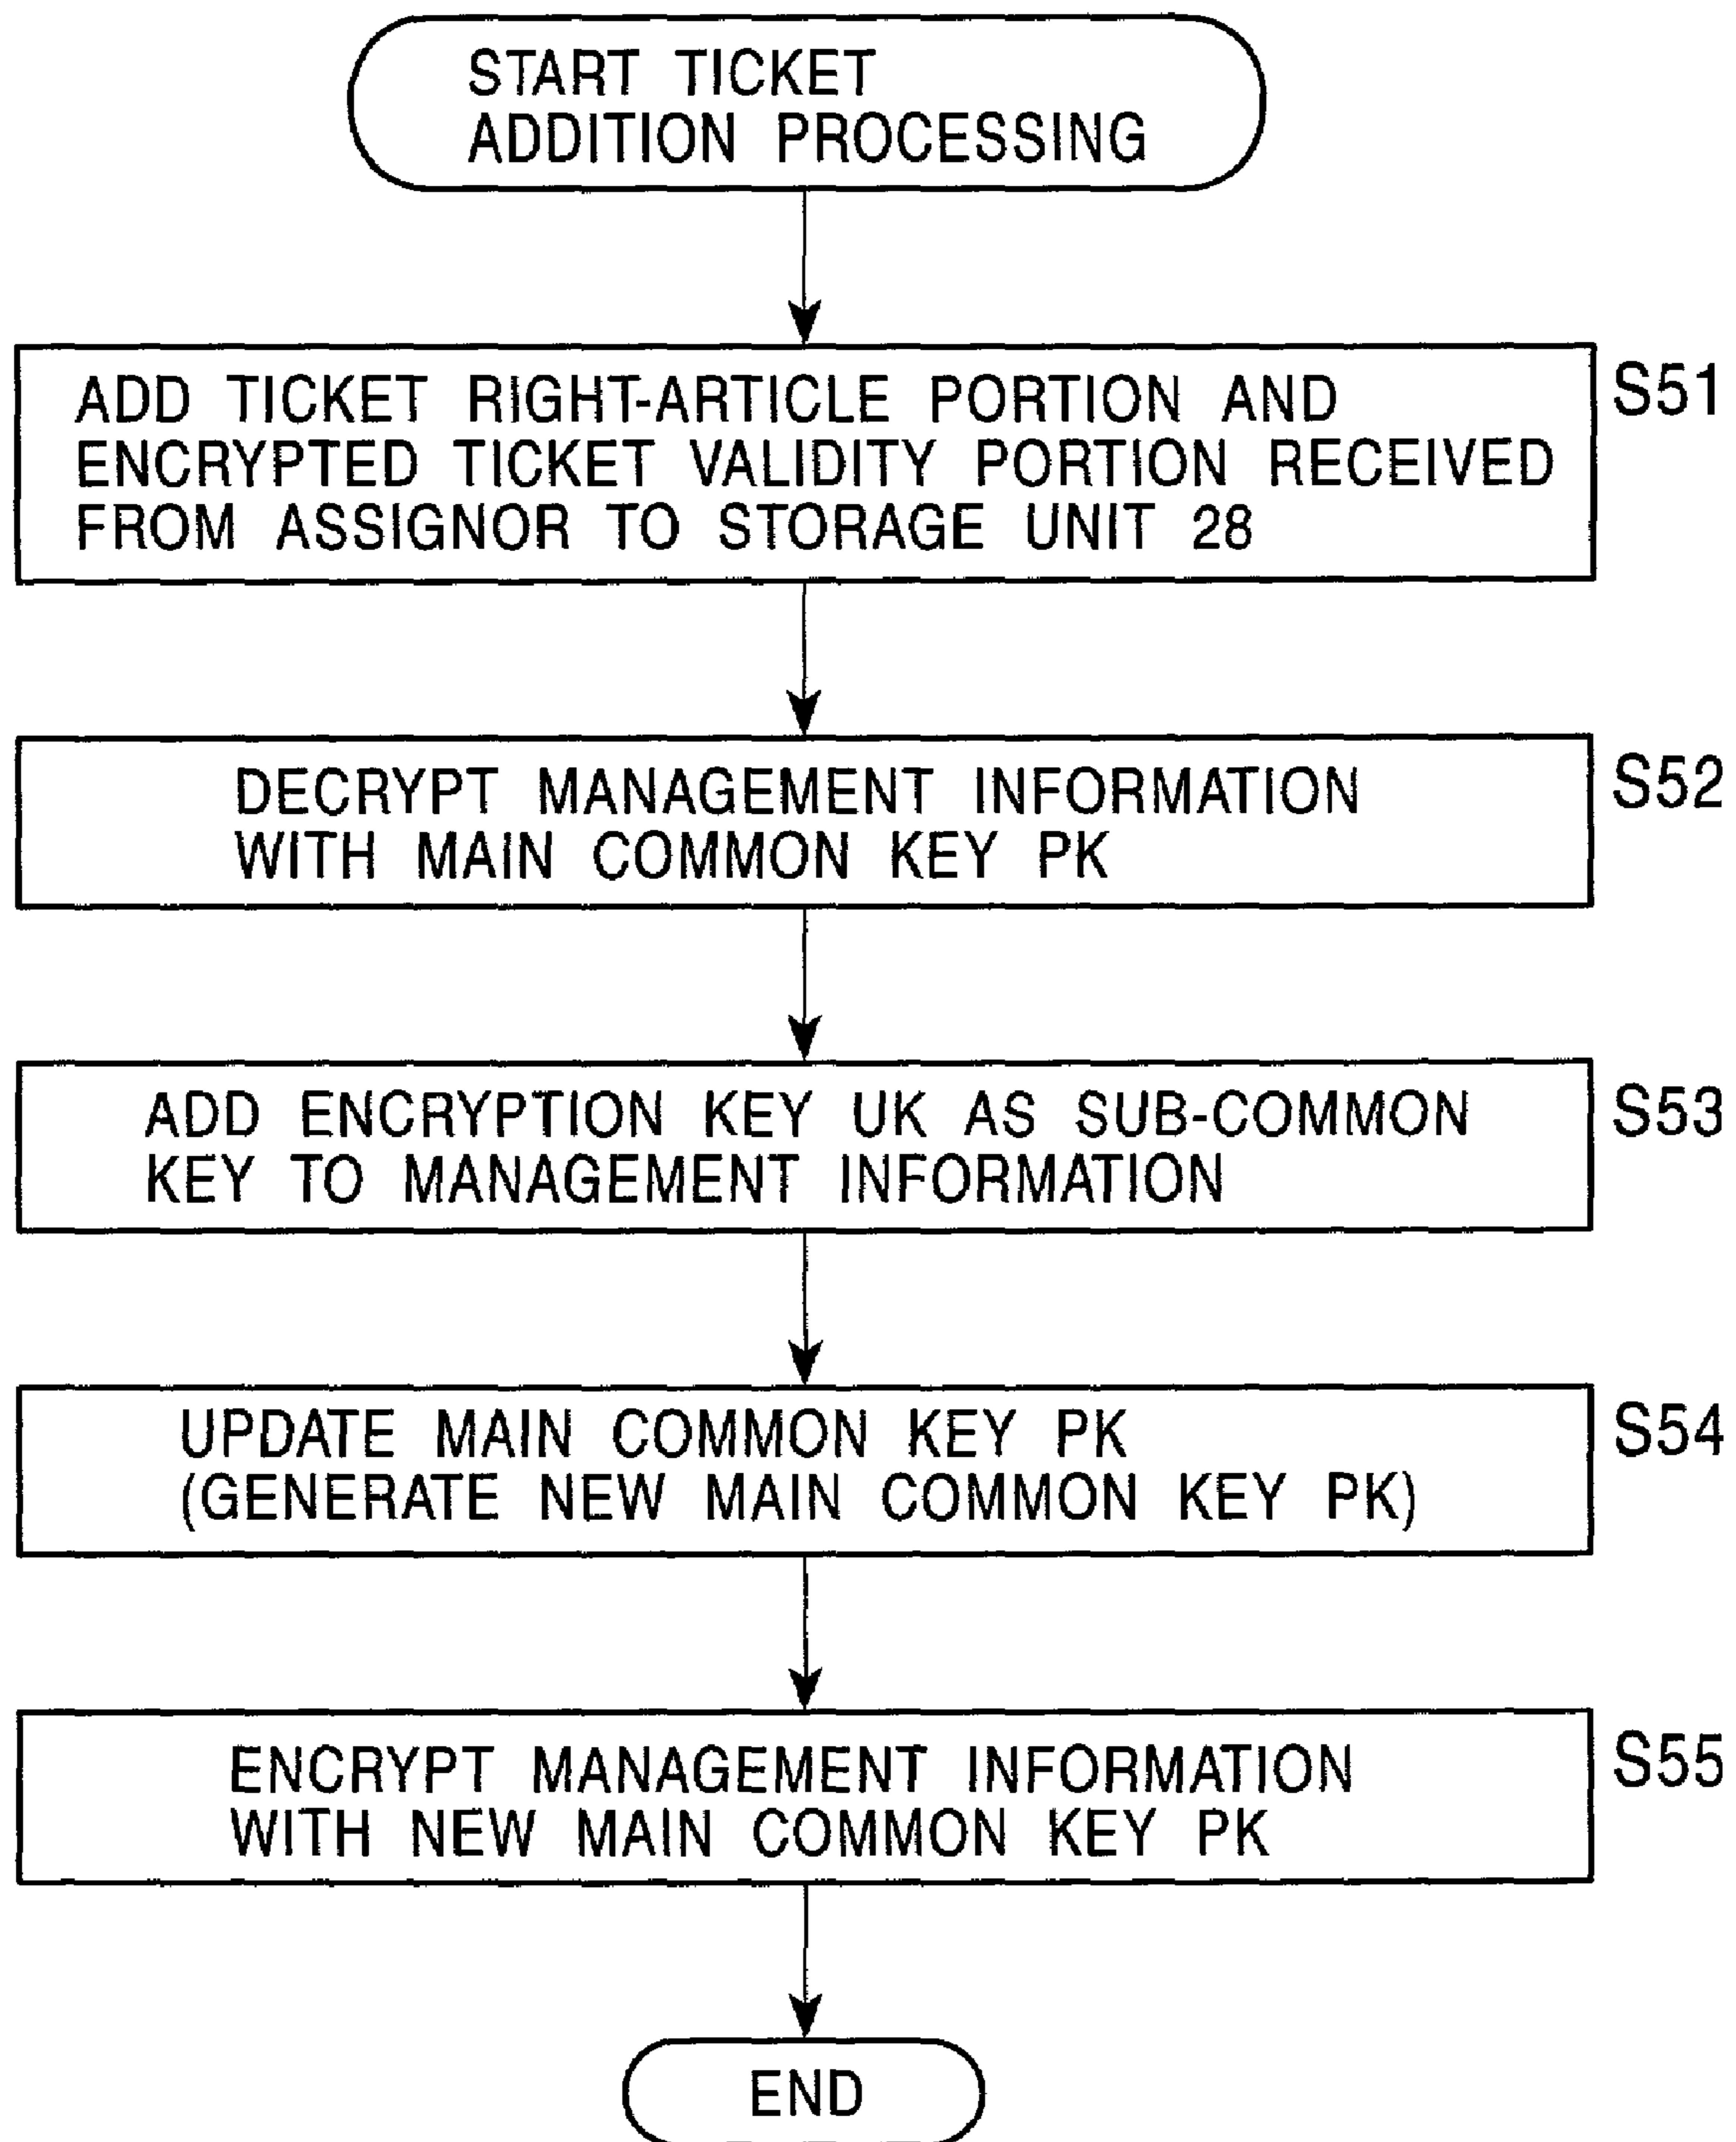 START TICKET
ADDITION PROCESSING
ADD TICKET RIGHT-ARTICLE PORTION AND
ENCRYPTED TICKET VALIDITY PORTION RECEIVED
FROM ASSIGNOR TO STORAGE UNIT 28
S51
DECRYPT MANAGEMENT INFORMATION
WITH MAIN COMMON KEY PK
S52
ADD ENCRYPTION KEY UK AS SUB-COMMON
KEY TO MANAGEMENT INFORMATION
S53
UPDATE MAIN COMMON KEY PK
(GENERATE NEW MAIN COMMON KEY PK)
S54
ENCRYPT MANAGEMENT INFORMATION
WITH NEW MAIN COMMON KEY PK
S55
END